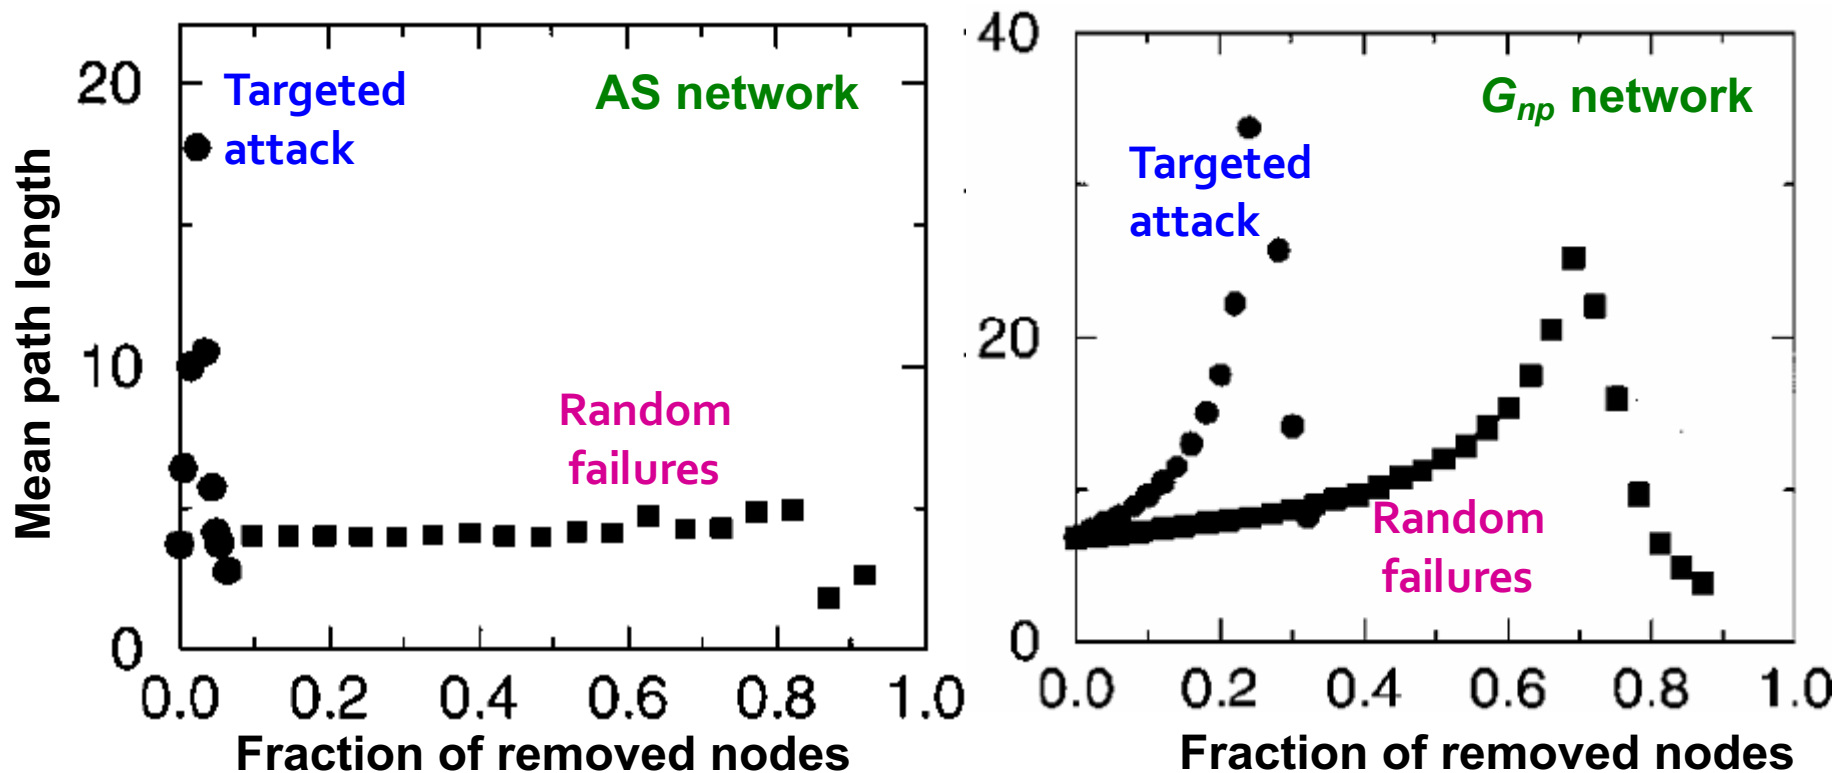 Mean path length
20
10
0
Targeted
attack
AS network
Random
failures
0.0 0.2 0.4 0.6 0.8 1.0
Fraction of removed nodes
40
20
0
Targeted
attack
Gnp network
Random
failures
0.0 0.2 0.4 0.6 0.8 1.0
Fraction of removed nodes